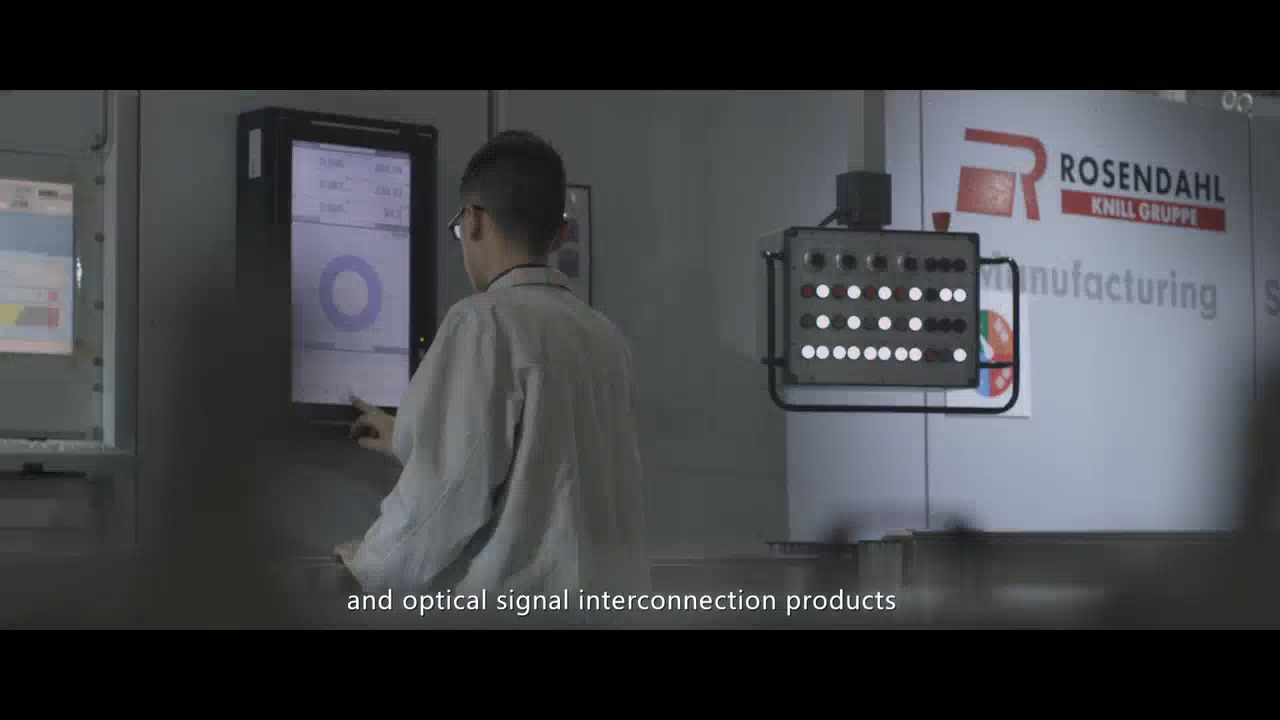 ROSENDAHL
KNILL GRUPPE
Manufacturing
and optical signal interconnection products